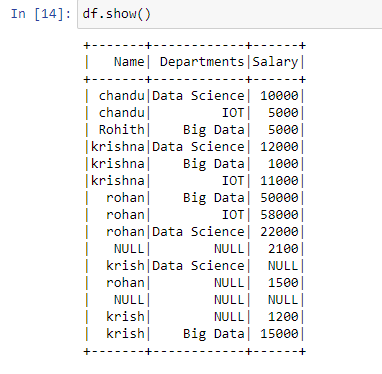 In [14]: df.show()
+-------+------------+------+
|   Name| Departments|Salary|
+-------+------------+------+
| chandu|Data Science| 10000|
| chandu|         IOT|  5000|
| Rohith|    Big Data|  5000|
|krishna|Data Science| 12000|
|krishna|    Big Data|  1000|
|krishna|         IOT| 11000|
|  rohan|    Big Data| 50000|
|  rohan|         IOT| 58000|
|  rohan|Data Science| 22000|
|   NULL|        NULL|  2100|
|  krish|Data Science|  NULL|
|  rohan|        NULL|  1500|
|   NULL|        NULL|  NULL|
|  krish|        NULL|  1200|
|  krish|    Big Data| 15000|
+-------+------------+------+